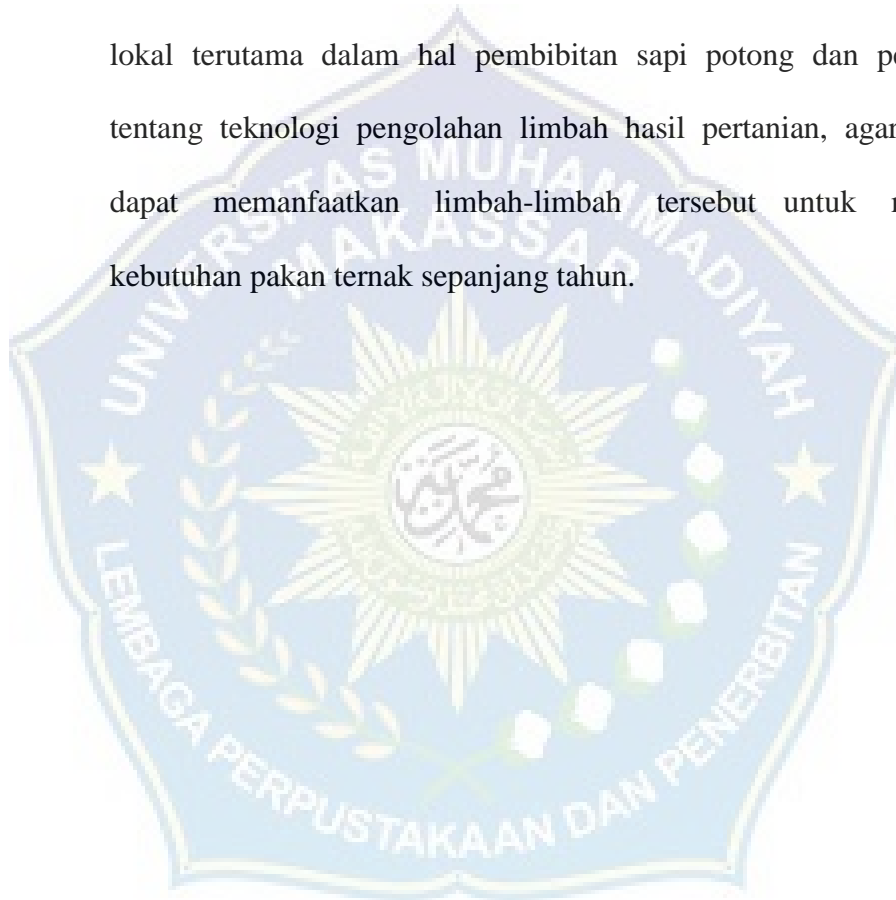 lokal terutama dalam hal pembibitan sapi potong dan
tentang teknologi pengolahan limbah hasil pertanian,
dapat memanfaatkan limbah-limbah tersebut untuk
kebutuhan pakan ternak sepanjang tahun.
UNIVERSITAS MUHAMMADIYAH
MAKASSAR
LEMBAGA PERPUSTAKAAN DAN PENERBITAN